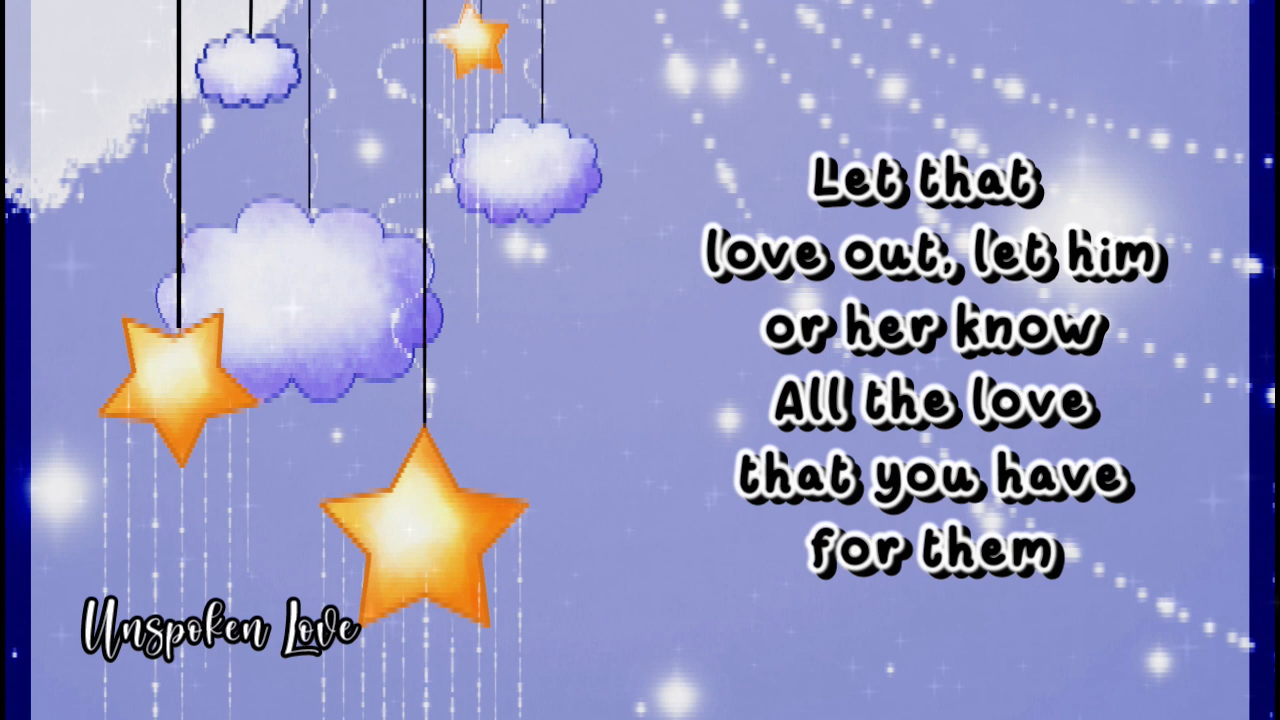 Let that
love out, let him
or her know
All the love
that you have
for them
Unspoken Love